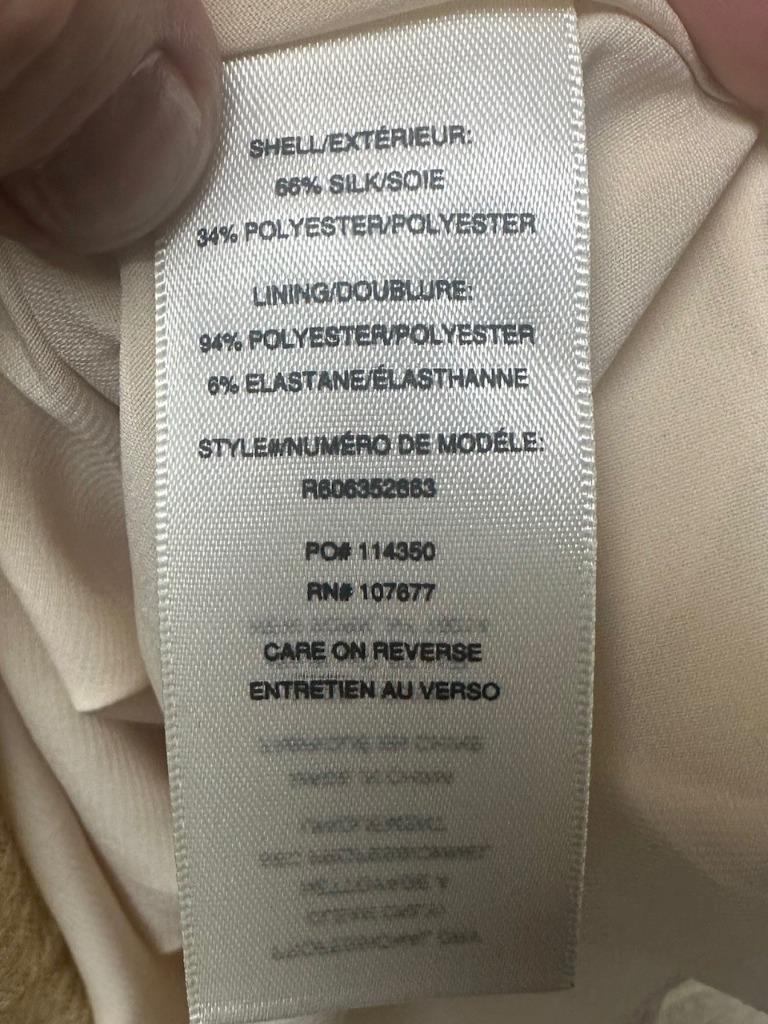 SHELL/EXTÉRIEUR:
66% SILK/SOIE
34% POLYESTER/POLYESTER
LINING/DOUBLURE:
94% POLYESTER/POLYESTER
6% ELASTANE/ÉLASTHANNE
STYLE#/NUMÉRO DE MODÉLE:
R606352663
PO# 114350
RN# 107677
CARE ON REVERSE
ENTRETIEN AU VERSO